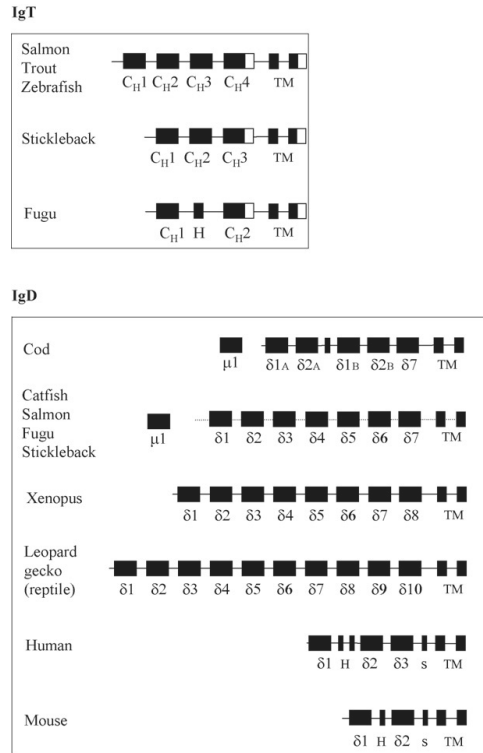 IgT
Salmon
Trout
Zebrafish
CH1 CH2 CH3 CH4 TM
Stickleback
CH1 CH2 CH3 TM
Fugu
CH1 H CH2 TM
IgD
Cod
μ1 δ1A δ2A δ1B δ2B δ7 TM
Catfish
Salmon
Fugu
Stickleback
μ1 δ1 δ2 δ3 δ4 δ5 δ6 δ7 TM
Xenopus
δ1 δ2 δ3 δ4 δ5 δ6 δ7 δ8 TM
Leopard
gecko
(reptile)
δ1 δ2 δ3 δ4 δ5 δ6 δ7 δ8 δ9 δ10 TM
Human
δ1 H δ2 δ3 s TM
Mouse
δ1 H δ2 s TM